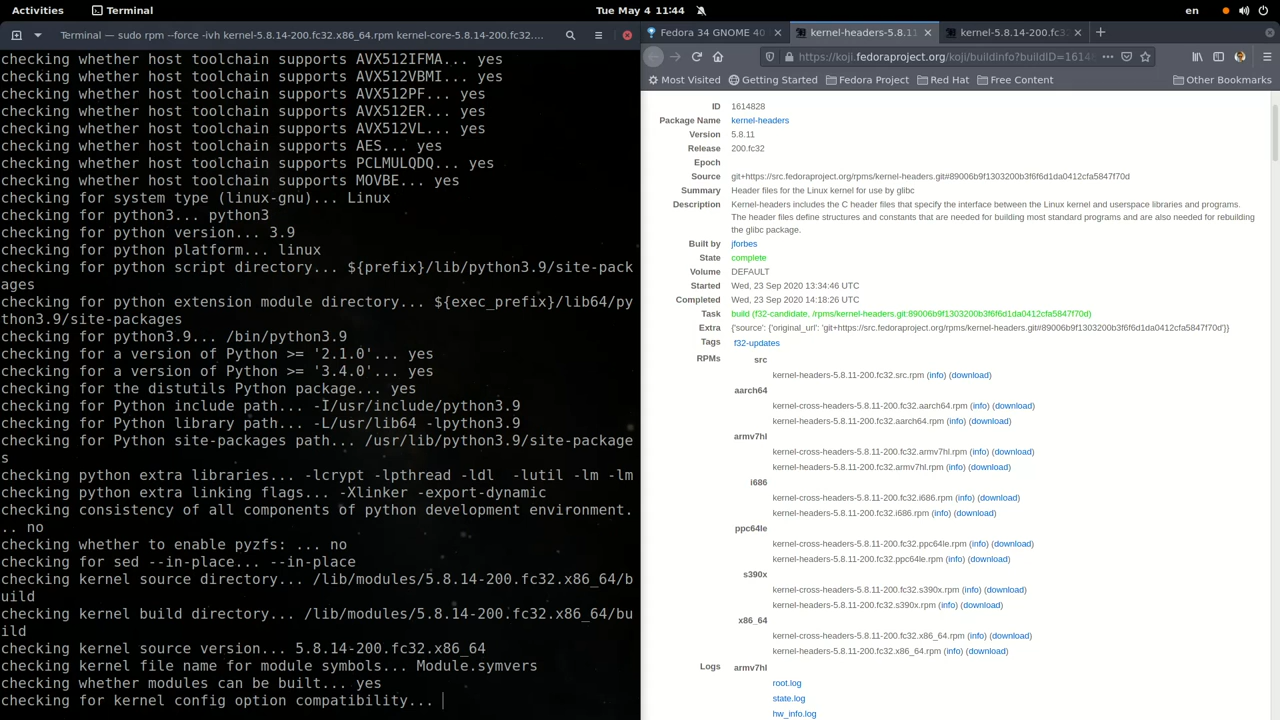 Activities
Terminal
Tue May 4 11:44
en
Terminal — sudo rpm --force -ivh kernel-5.8.14-200.fc32.x86_64.rpm kernel-core-5.8.14-200.fc32....
checking whether host toolchain supports AVX512IFMA... yes
checking whether host toolchain supports AVX512VBMI... yes
checking whether host toolchain supports AVX512PF... yes
checking whether host toolchain supports AVX512ER... yes
checking whether host toolchain supports AVX512VL... yes
checking whether host toolchain supports AES... yes
checking whether host toolchain supports PCLMULQDQ... yes
checking whether host toolchain supports MOVBE... yes
checking for system type (linux-gnu)... Linux
checking for python3... python3
checking for python version... 3.9
checking for python platform... linux
checking for python script directory... ${prefix}/lib/python3.9/site-pack
ages
checking for python extension module directory... ${exec_prefix}/lib64/py
thon3.9/site-packages
checking for python3.9... /usr/bin/python3.9
checking for a version of Python >= '2.1.0'... yes
checking for a version of Python >= '3.4.0'... yes
checking for the distutils Python package... yes
checking for Python include path... -I/usr/include/python3.9
checking for Python library path... -L/usr/lib64 -lpython3.9
checking for Python site-packages path... /usr/lib/python3.9/site-package
s
checking python extra libraries... -lcrypt -lpthread -ldl  -lutil -lm -lm
checking python extra linking flags... -Xlinker -export-dynamic
checking consistency of all components of python development environment.
.. no
checking whether to enable pyzfs: ... no
checking for sed --in-place... --in-place
checking kernel source directory... /lib/modules/5.8.14-200.fc32.x86_64/b
uild
checking kernel build directory... /lib/modules/5.8.14-200.fc32.x86_64/bu
ild
checking kernel source version... 5.8.14-200.fc32.x86_64
checking kernel file name for module symbols... Module.symvers
checking whether modules can be built... yes
checking for kernel config option compatibility...
Fedora 34 GNOME 40
kernel-headers-5.8.11
kernel-5.8.14-200.fc3
https://koji.fedoraproject.org/koji/buildinfo?buildID=1614
Most Visited
Getting Started
Fedora Project
Red Hat
Free Content
Other Bookmarks
ID 1614828
Package Name kernel-headers
Version 5.8.11
Release 200.fc32
Epoch
Source git+https://src.fedoraproject.org/rpms/kernel-headers.git#89006b9f1303200b3f6f6d1da0412cfa5847f70d
Summary Header files for the Linux kernel for use by glibc
Description Kernel-headers includes the C header files that specify the interface between the Linux kernel and userspace libraries and programs.
The header files define structures and constants that are needed for building most standard programs and are also needed for rebuilding
the glibc package.
Built by jforbes
State complete
Volume DEFAULT
Started Wed, 23 Sep 2020 13:34:46 UTC
Completed Wed, 23 Sep 2020 14:18:26 UTC
Task build (f32-candidate, /rpms/kernel-headers.git:89006b9f1303200b3f6f6d1da0412cfa5847f70d)
Extra {'source': {'original_url': 'git+https://src.fedoraproject.org/rpms/kernel-headers.git#89006b9f1303200b3f6f6d1da0412cfa5847f70d'}}
Tags f32-updates
RPMs src
kernel-headers-5.8.11-200.fc32.src.rpm (info) (download)
aarch64
kernel-cross-headers-5.8.11-200.fc32.aarch64.rpm (info) (download)
kernel-headers-5.8.11-200.fc32.aarch64.rpm (info) (download)
armv7hl
kernel-cross-headers-5.8.11-200.fc32.armv7hl.rpm (info) (download)
kernel-headers-5.8.11-200.fc32.armv7hl.rpm (info) (download)
i686
kernel-cross-headers-5.8.11-200.fc32.i686.rpm (info) (download)
kernel-headers-5.8.11-200.fc32.i686.rpm (info) (download)
ppc64le
kernel-cross-headers-5.8.11-200.fc32.ppc64le.rpm (info) (download)
kernel-headers-5.8.11-200.fc32.ppc64le.rpm (info) (download)
s390x
kernel-cross-headers-5.8.11-200.fc32.s390x.rpm (info) (download)
kernel-headers-5.8.11-200.fc32.s390x.rpm (info) (download)
x86_64
kernel-cross-headers-5.8.11-200.fc32.x86_64.rpm (info) (download)
kernel-headers-5.8.11-200.fc32.x86_64.rpm (info) (download)
Logs armv7hl
root.log
state.log
hw_info.log